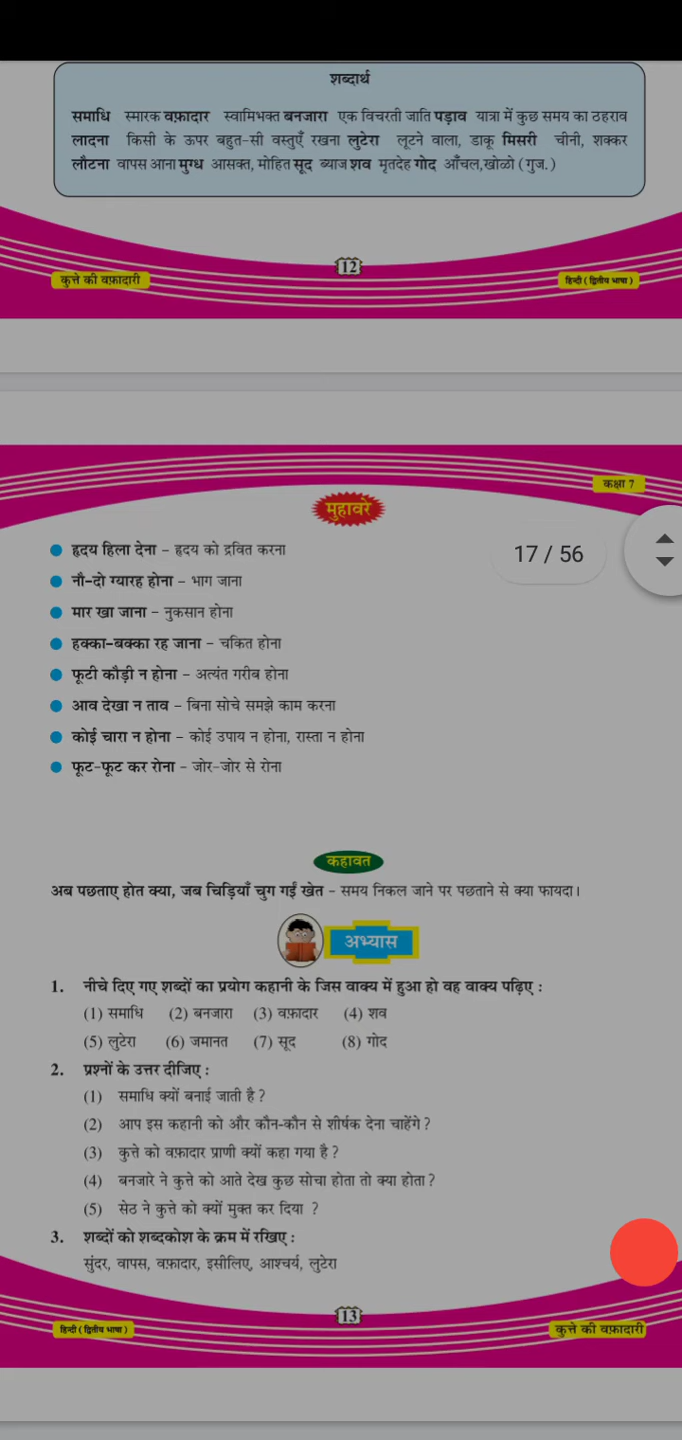 शब्दार्थ
समाधि स्मारक वफ़ादार स्वामिभक्त बनजारा एक विचरती जाति पड़ाव यात्रा में कुछ समय का ठहराव
लादना किसी के ऊपर बहुत-सी वस्तुएँ रखना लुटेरा लूटने वाला, डाकू मिसरी चीनी, शक्कर
लौटना वापस आना मुग्ध आसक्त, मोहित सूद ब्याज शव मृतदेह गोद आँचल,खोळो (गुज.)
12
कुत्ते की वफ़ादारी
हिन्दी (द्वितीय भाषा)
कक्षा 7
मुहावरे
हृदय हिला देना – हृदय को द्रवित करना
17 / 56
नौ-दो ग्यारह होना – भाग जाना
मार खा जाना – नुकसान होना
हक्का-बक्का रह जाना – चकित होना
फूटी कौड़ी न होना – अत्यंत गरीब होना
आव देखा न ताव – बिना सोचे समझे काम करना
कोई चारा न होना – कोई उपाय न होना, रास्ता न होना
फूट-फूट कर रोना – जोर-जोर से रोना
कहावत
अब पछताए होत क्या, जब चिड़ियाँ चुग गईं खेत – समय निकल जाने पर पछताने से क्या फायदा।
अभ्यास
1. नीचे दिए गए शब्दों का प्रयोग कहानी के जिस वाक्य में हुआ हो वह वाक्य पढ़िए :
(1) समाधि (2) बनजारा (3) वफ़ादार (4) शव
(5) लुटेरा (6) जमानत (7) सूद (8) गोद
2. प्रश्नों के उत्तर दीजिए :
(1) समाधि क्यों बनाई जाती है ?
(2) आप इस कहानी को और कौन-कौन से शीर्षक देना चाहेंगे ?
(3) कुत्ते को वफ़ादार प्राणी क्यों कहा गया है ?
(4) बनजारे ने कुत्ते को आते देख कुछ सोचा होता तो क्या होता ?
(5) सेठ ने कुत्ते को क्यों मुक्त कर दिया ?
3. शब्दों को शब्दकोश के क्रम में रखिए :
सुंदर, वापस, वफ़ादार, इसीलिए, आश्चर्य, लुटेरा
13
हिन्दी (द्वितीय भाषा)
कुत्ते की वफ़ादारी